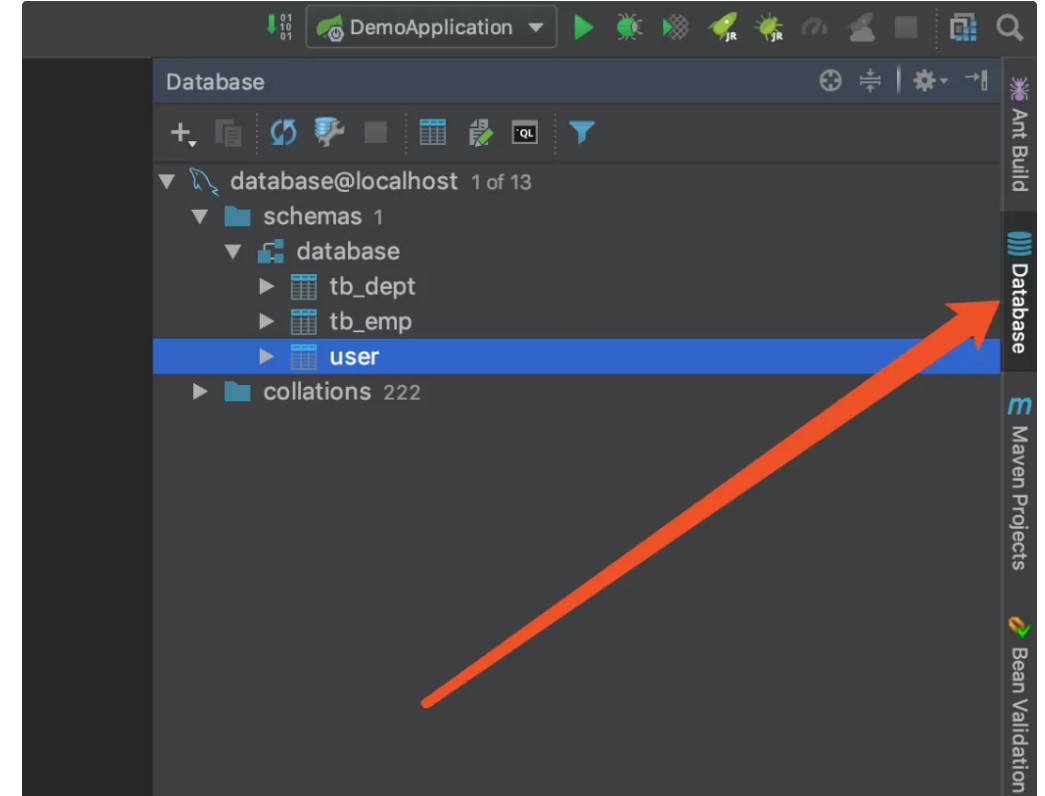 DemoApplication
Database
QL
database@localhost 1 of 13
schemas 1
database
tb_dept
tb_emp
user
collations 222
Ant Build
Database
Maven Projects
Bean Validation